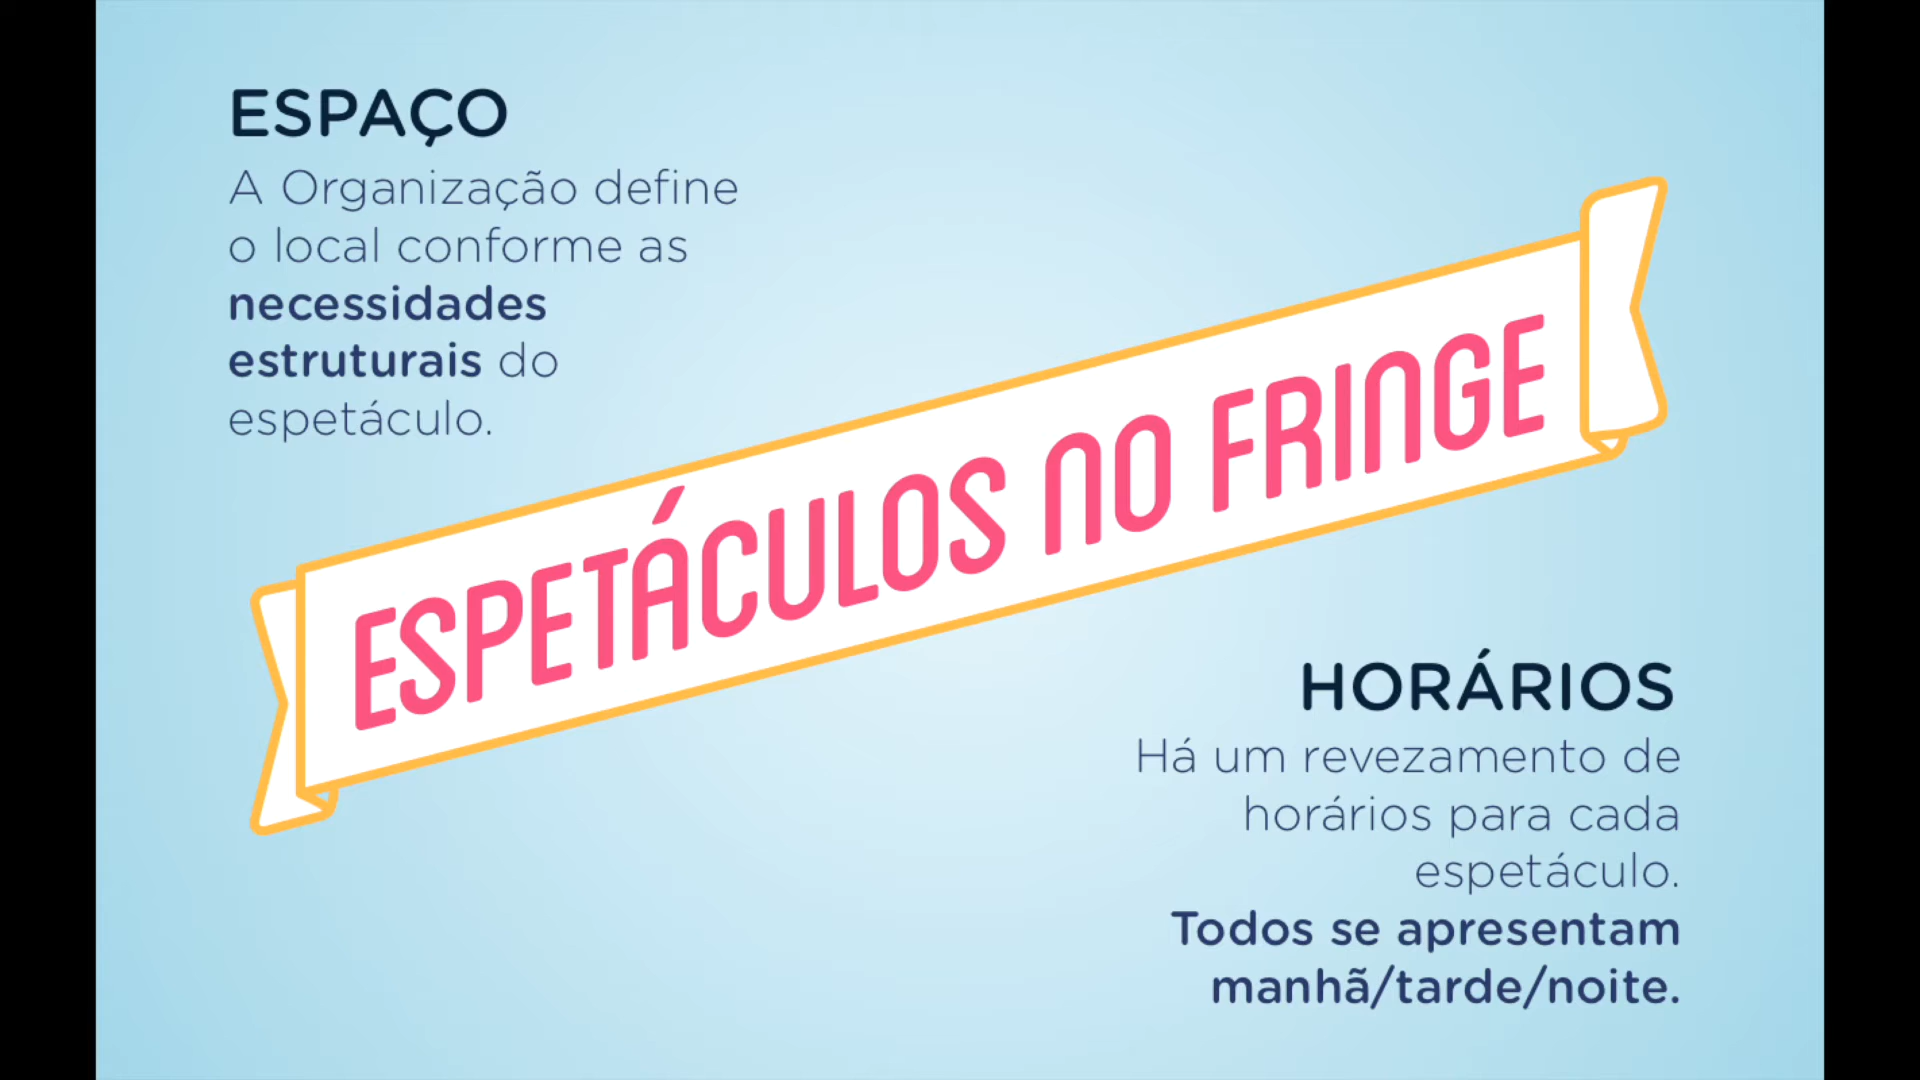 ESPAÇO
A Organização define
o local conforme as
necessidades
estruturais do
espetáculo.
ESPETÁCULOS NO FRINGE
HORÁRIOS
Há um revezamento de
horários para cada
espetáculo.
Todos se apresentam
manhã/tarde/noite.